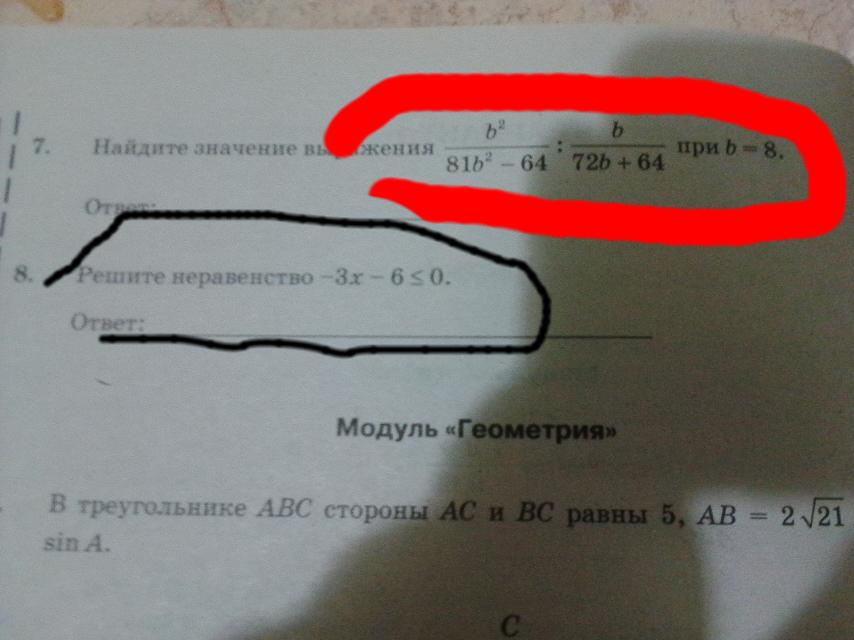 7. Найдите значение выражения b²/(81b² − 64) : b/(72b + 64) при b = 8.
Ответ:
8. Решите неравенство −3x − 6 ≤ 0.
Ответ:
Модуль «Геометрия»
В треугольнике ABC стороны AC и BC равны 5, AB = 2√21
sin A.
C